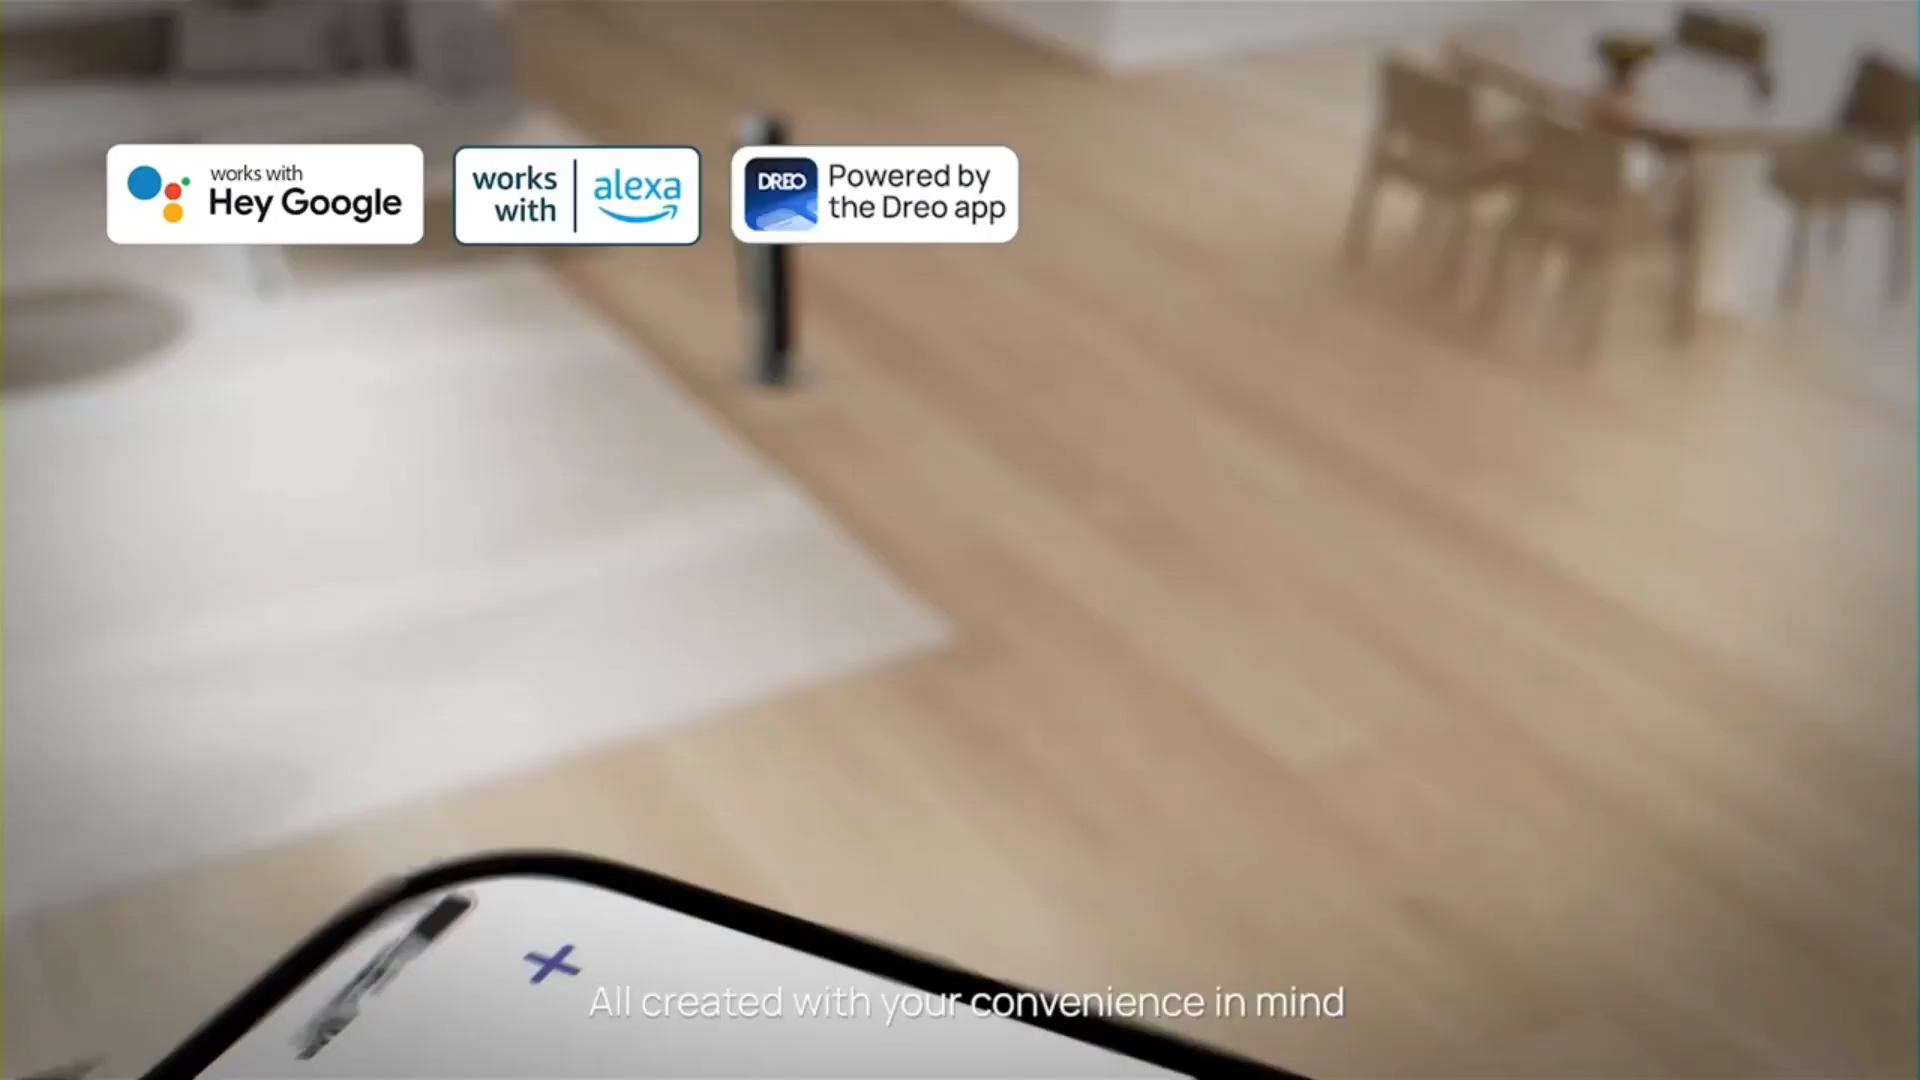 works with
Hey Google
works
with
alexa
DREO
Powered by
the Dreo app
All created with your convenience in mind